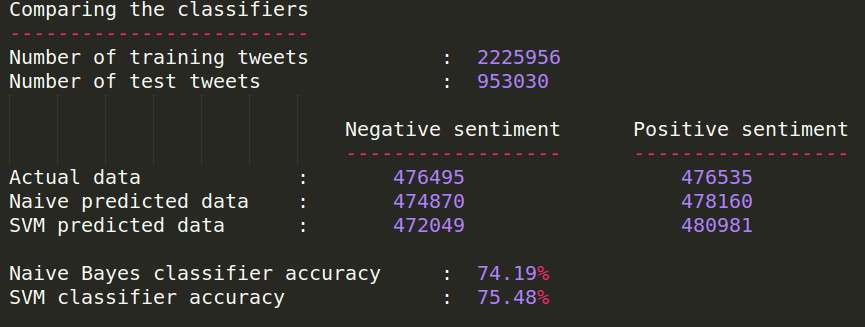 Comparing the classifiers
-------------------------
Number of training tweets : 2225956
Number of test tweets : 953030
Negative sentiment Positive sentiment
------------------ ------------------
Actual data : 476495 476535
Naive predicted data : 474870 478160
SVM predicted data : 472049 480981
Naive Bayes classifier accuracy : 74.19%
SVM classifier accuracy : 75.48%